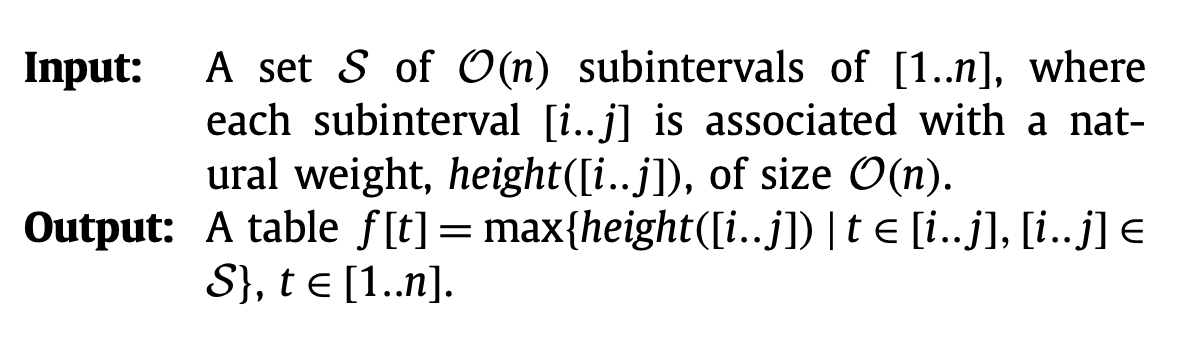 Input: A set 𝒮 of 𝒪(n) subintervals of [1..n], where
each subinterval [i..j] is associated with a nat-
ural weight, height([i..j]), of size 𝒪(n).
Output: A table f[t] = max{height([i..j]) | t ∈ [i..j], [i..j] ∈
𝒮}, t ∈ [1..n].